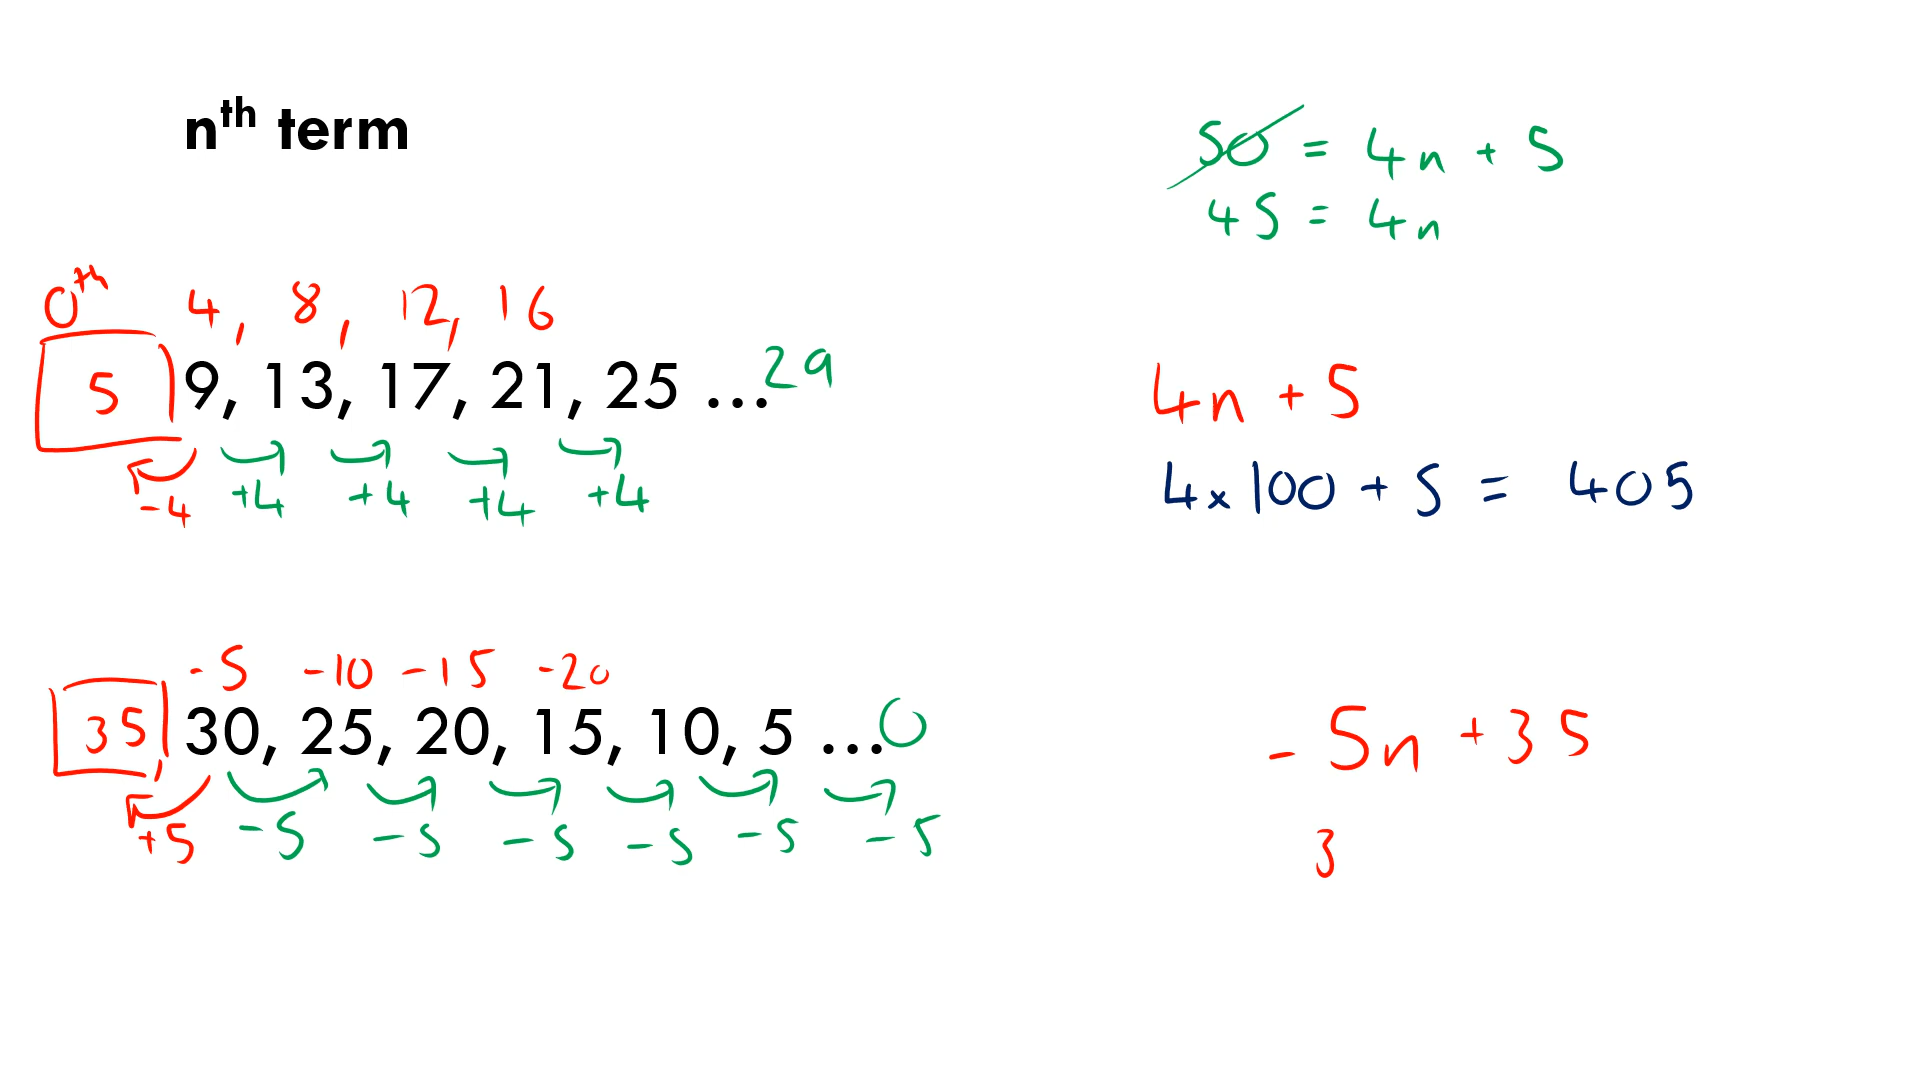 nth term
50 = 4n + 5
45 = 4n
0th 4, 8, 12, 16
5 9, 13, 17, 21, 25 ... 29
-4 +4 +4 +4 +4
4n + 5
4 x 100 + 5 = 405
-5 -10 -15 -20
35, 30, 25, 20, 15, 10, 5 ... 0
+5 -5 -5 -5 -5 -5 -5
-5n + 35
3